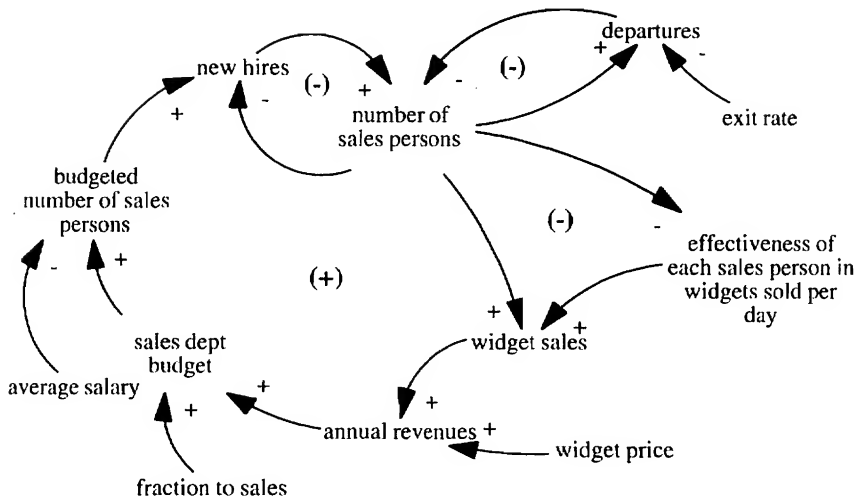 departures
+
-
new hires
(-)
(-)
-
+
-
+
number of
sales persons
exit rate
budgeted
number of sales
persons
(-)
-
effectiveness of
each sales person in
widgets sold per
day
-
+
(+)
+
+
widget sales
sales dept
budget
average salary
+
+
+
annual revenues
+
widget price
fraction to sales